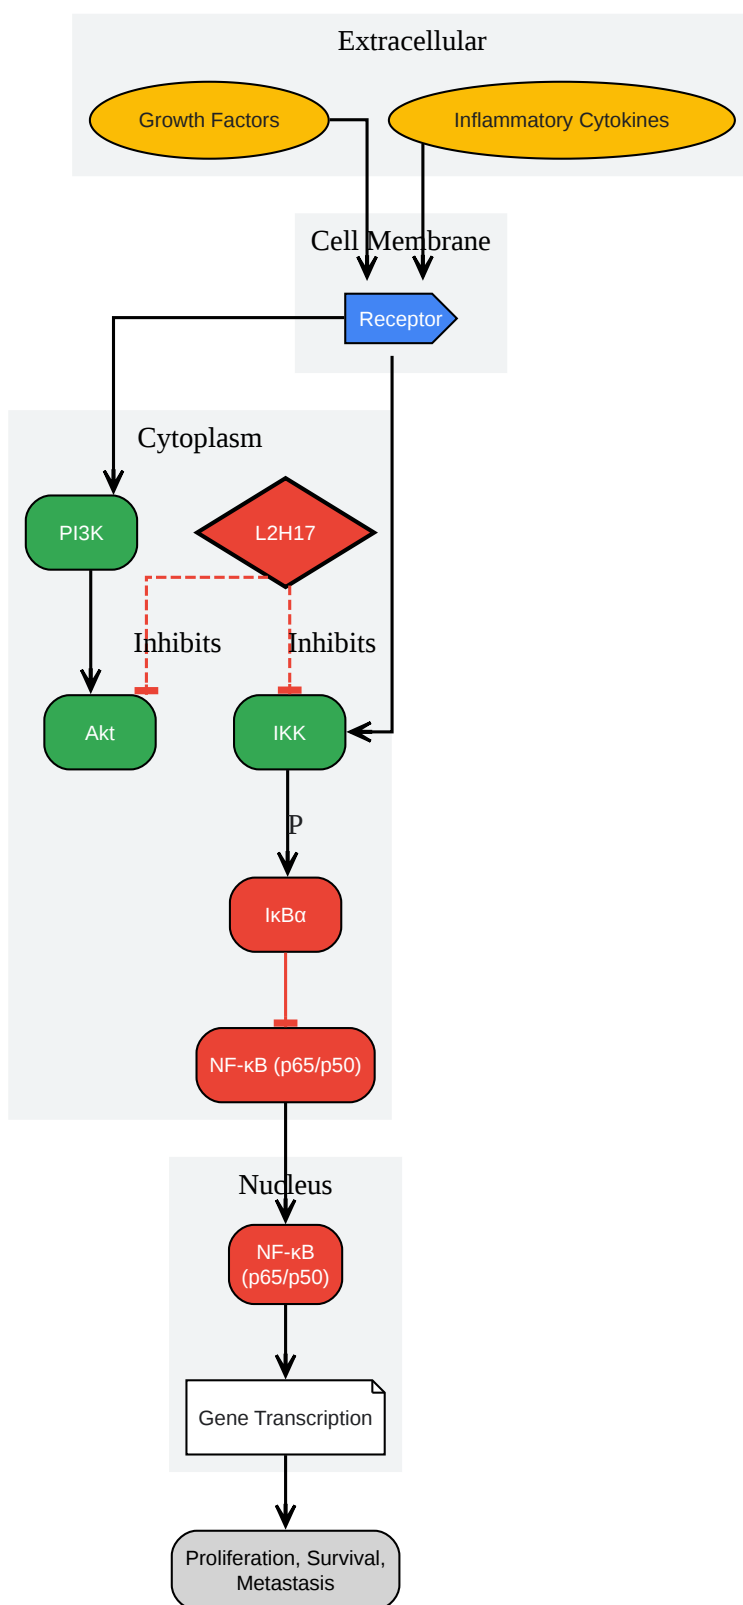 Extracellular
Growth Factors
Inflammatory Cytokines
Cell Membrane
Receptor
Cytoplasm
PI3K
L2H17
Inhibits
Inhibits
Akt
IKK
P
IκBα
NF-κB (p65/p50)
Nucleus
NF-κB
(p65/p50)
Gene Transcription
Proliferation, Survival,
Metastasis